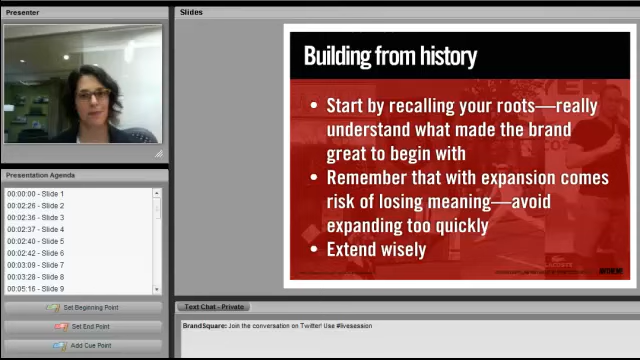 Presenter
Slides
Building from history
• Start by recalling your roots—really
understand what made the brand
great to begin with
• Remember that with expansion comes
risk of losing meaning—avoid
expanding too quickly
• Extend wisely
LACOSTE
Presentation Agenda
00:00:00 - Slide 1
00:02:26 - Slide 2
00:02:36 - Slide 3
00:02:37 - Slide 4
00:02:40 - Slide 5
00:02:42 - Slide 6
00:03:09 - Slide 7
00:03:28 - Slide 8
00:05:16 - Slide 9
Set Beginning Point
Set End Point
Add Cue Point
Text Chat - Private
BrandSquare: Join the conversation on Twitter! Use #livesession